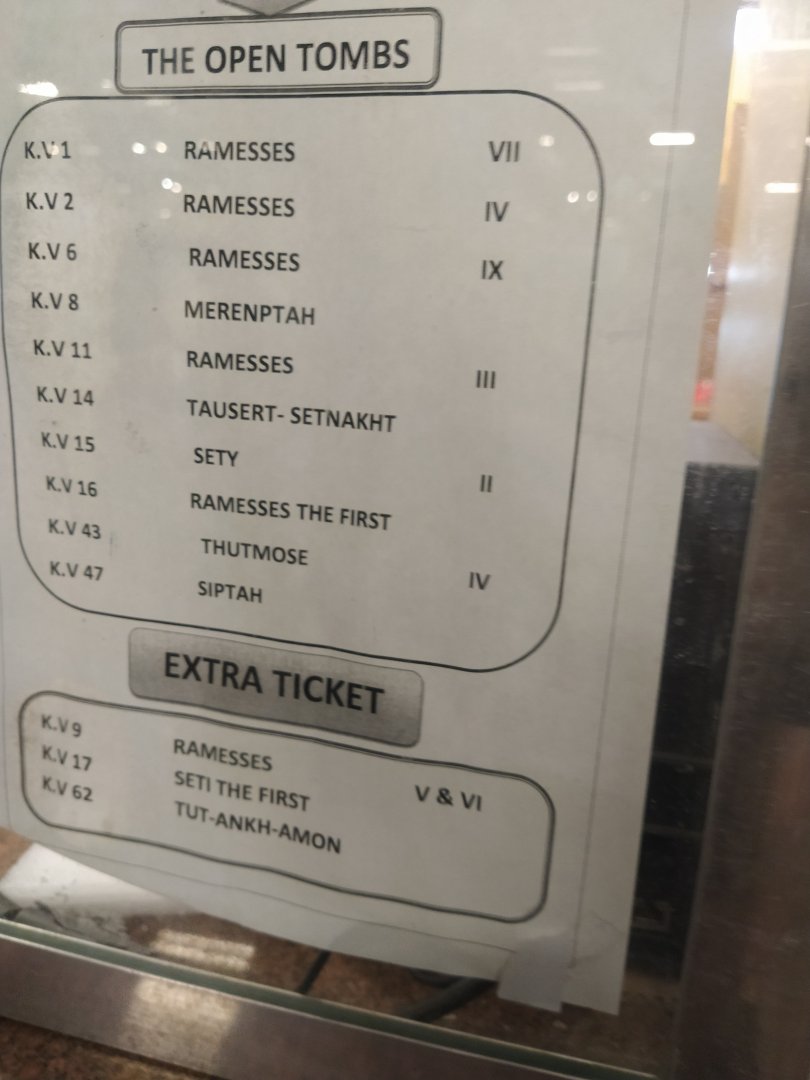 THE OPEN TOMBS
K.V 1 RAMESSES VII
K.V 2 RAMESSES IV
K.V 6 RAMESSES IX
K.V 8 MERENPTAH
K.V 11 RAMESSES III
K.V 14 TAUSERT- SETNAKHT
K.V 15 SETY II
K.V 16 RAMESSES THE FIRST
K.V 43 THUTMOSE IV
K.V 47 SIPTAH
EXTRA TICKET
K.V 9 RAMESSES V & VI
K.V 17 SETI THE FIRST
K.V 62 TUT-ANKH-AMON